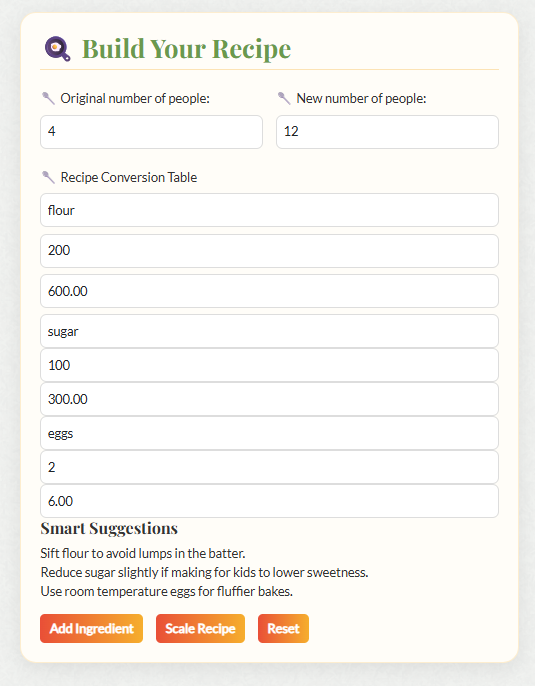 Build Your Recipe
Original number of people: New number of people:
4 12
Recipe Conversion Table
flour
200
600.00
sugar
100
300.00
eggs
2
6.00
Smart Suggestions
Sift flour to avoid lumps in the batter.
Reduce sugar slightly if making for kids to lower sweetness.
Use room temperature eggs for fluffier bakes.
Add Ingredient Scale Recipe Reset